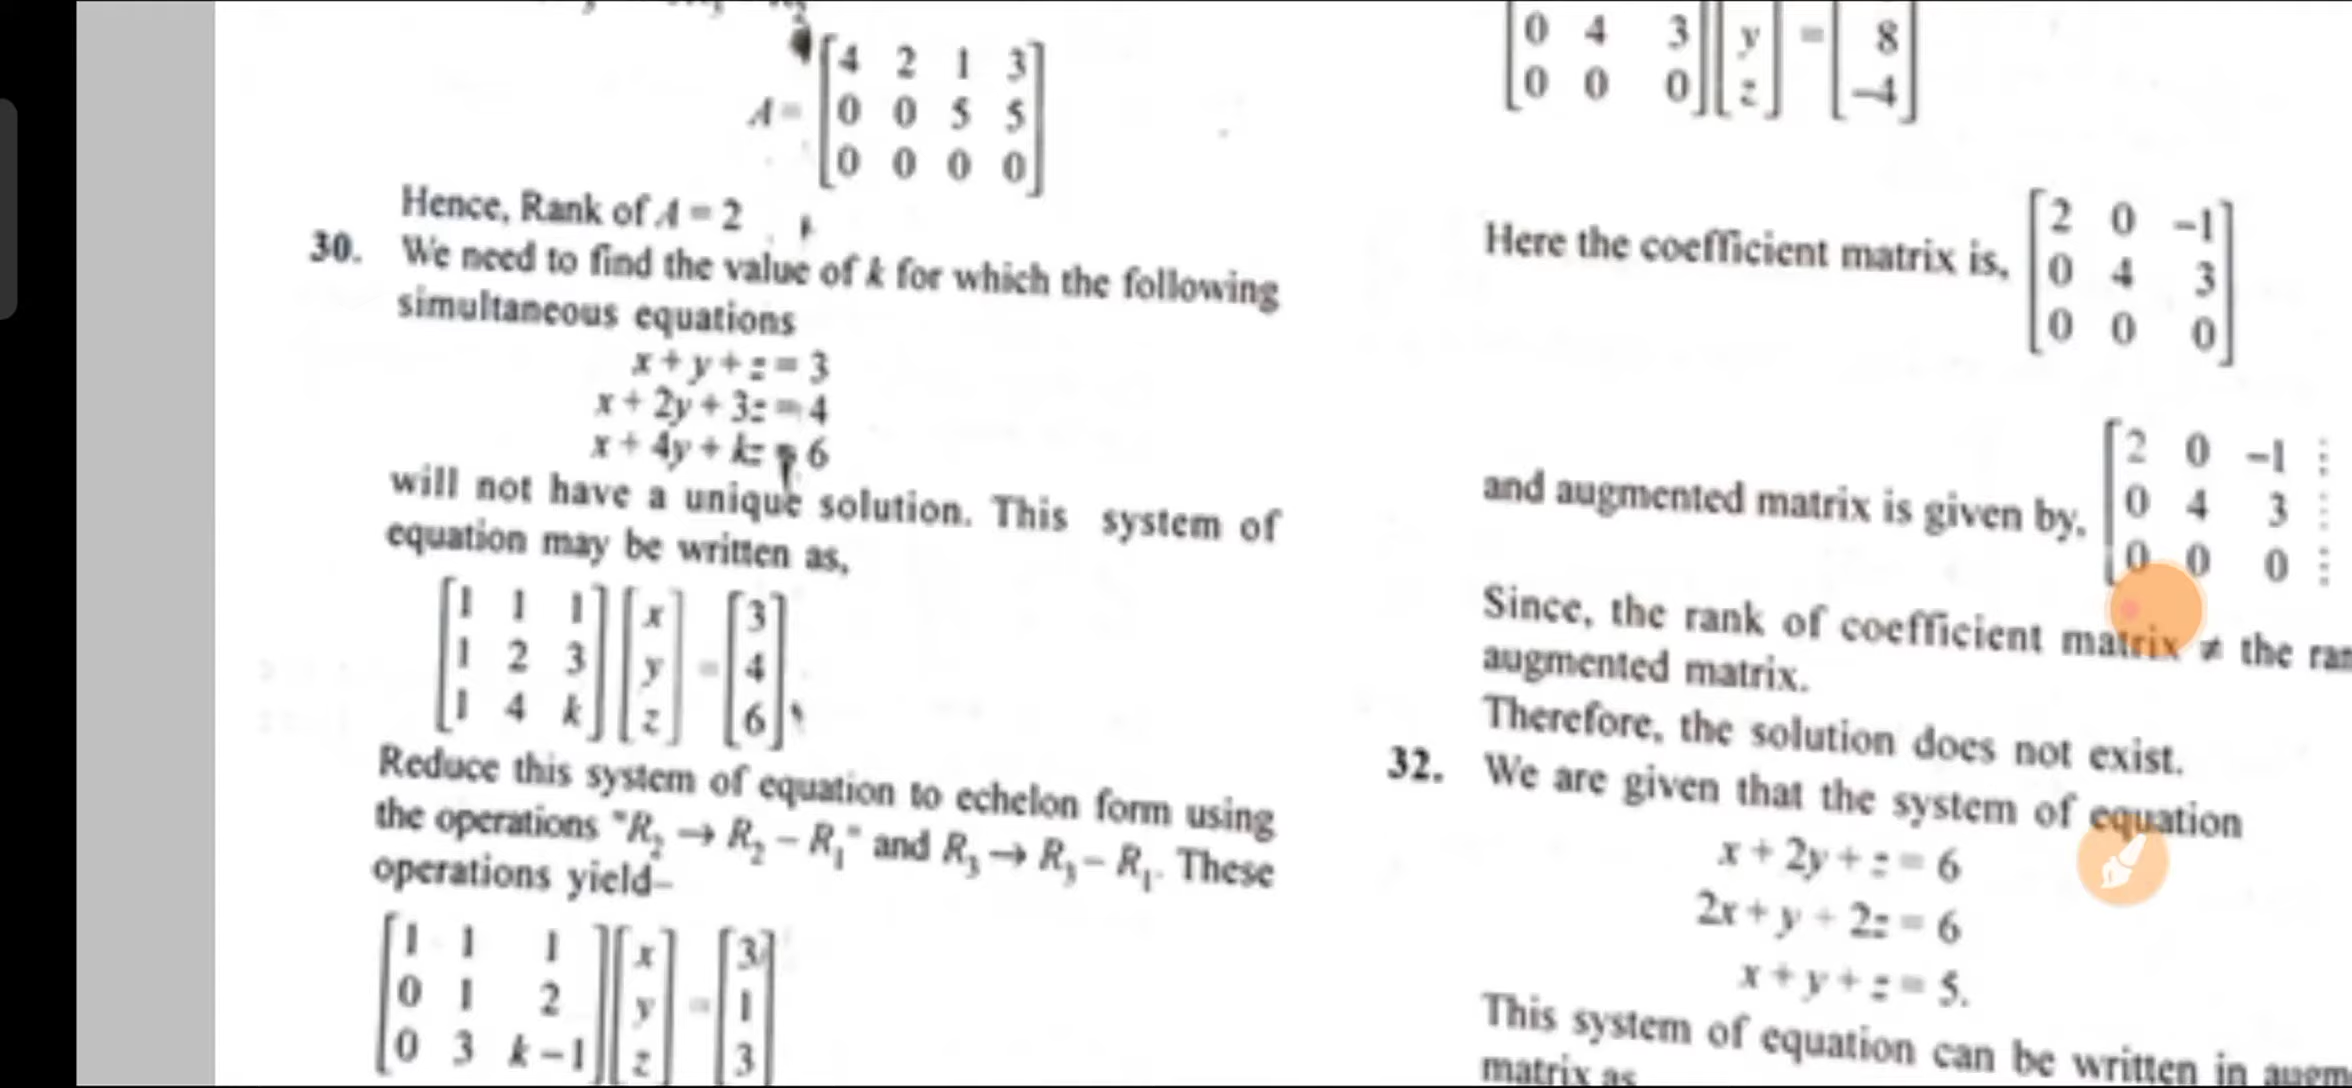 A = [4 2 1 3]
[0 0 5 5]
[0 0 0 0]
Hence, Rank of A = 2
30. We need to find the value of k for which the following
simultaneous equations
x + y + z = 3
x + 2y + 3z = 4
x + 4y + kz = 6
will not have a unique solution. This system of
equation may be written as,
[1 1 1] [x] = [3]
[1 2 3] [y] [4]
[1 4 k] [z] [6],
Reduce this system of equation to echelon form using
the operations "R₂ → R₂ – R₁" and R₃ → R₃ – R₁. These
operations yield–
[1 1 1] [x] = [3]
[0 1 2] [y] [1]
[0 3 k – 1] [z] [3]
[0 4 3] [y] = [8]
[0 0 0] [z] [–4]
Here the coefficient matrix is, [2 0 –1]
[0 4 3]
[0 0 0]
and augmented matrix is given by, [2 0 –1 ⋮
[0 4 3 ⋮
[0 0 0 ⋮
Since, the rank of coefficient matrix ≠ the
augmented matrix.
Therefore, the solution does not exist.
32. We are given that the system of equation
x + 2y + z = 6
2x + y + 2z = 6
x + y + z = 5.
This system of equation can be written in
matrix as